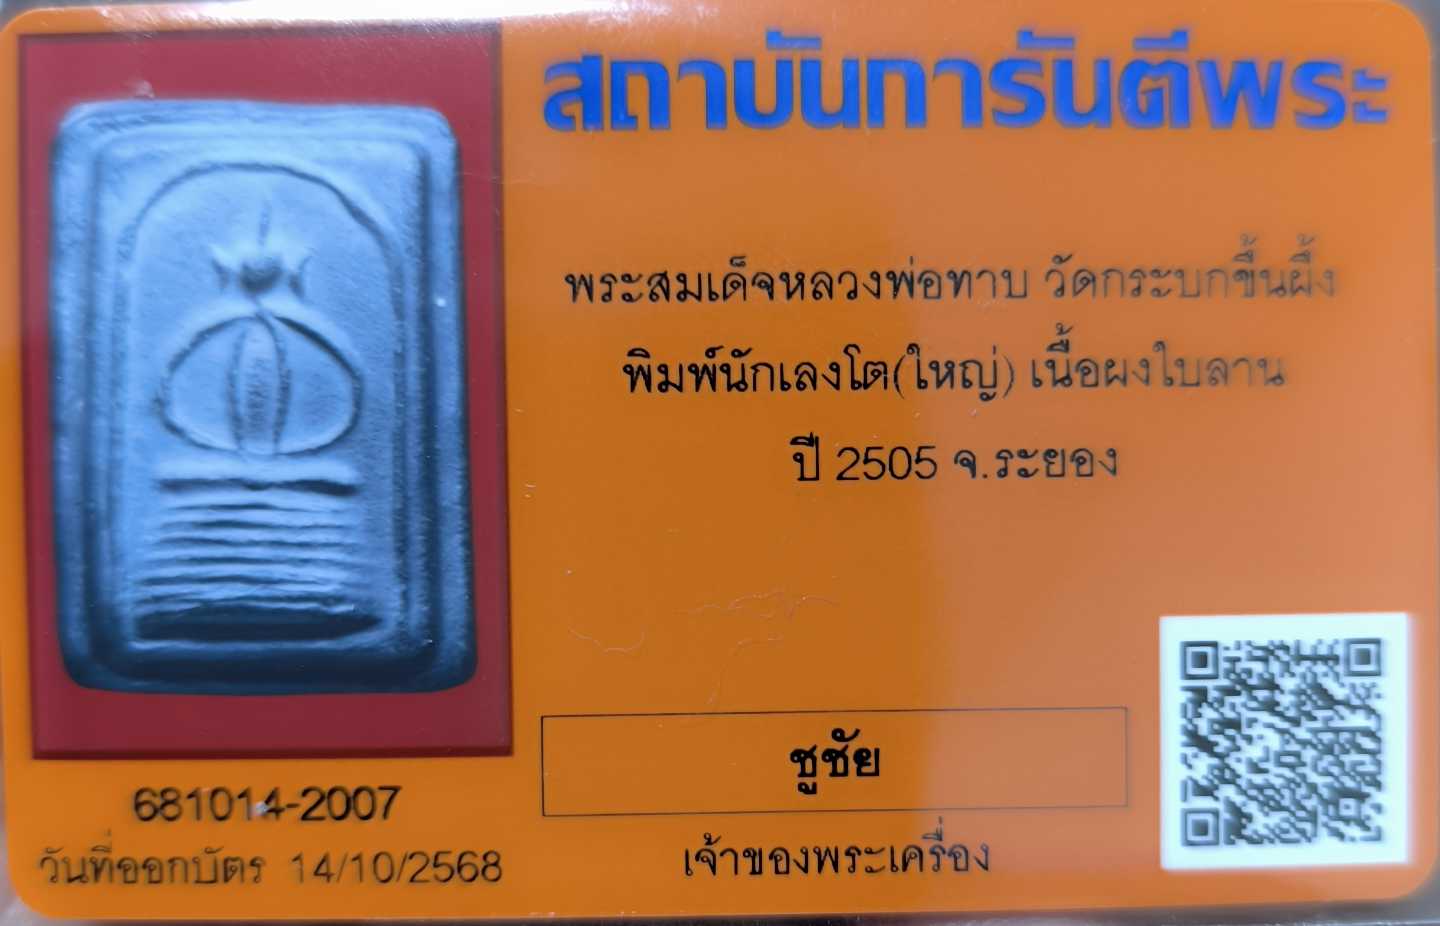 สถาบันการันตีพระ
พระสมเด็จหลวงพ่อทาบ วัดกระบกขึ้นผึ้ง
พิมพ์นักเลงโต(ใหญ่) เนื้อผงใบลาน
ปี 2505 จ.ระยอง
ชูชัย
เจ้าของพระเครื่อง
681014-2007
วันที่ออกบัตร 14/10/2568